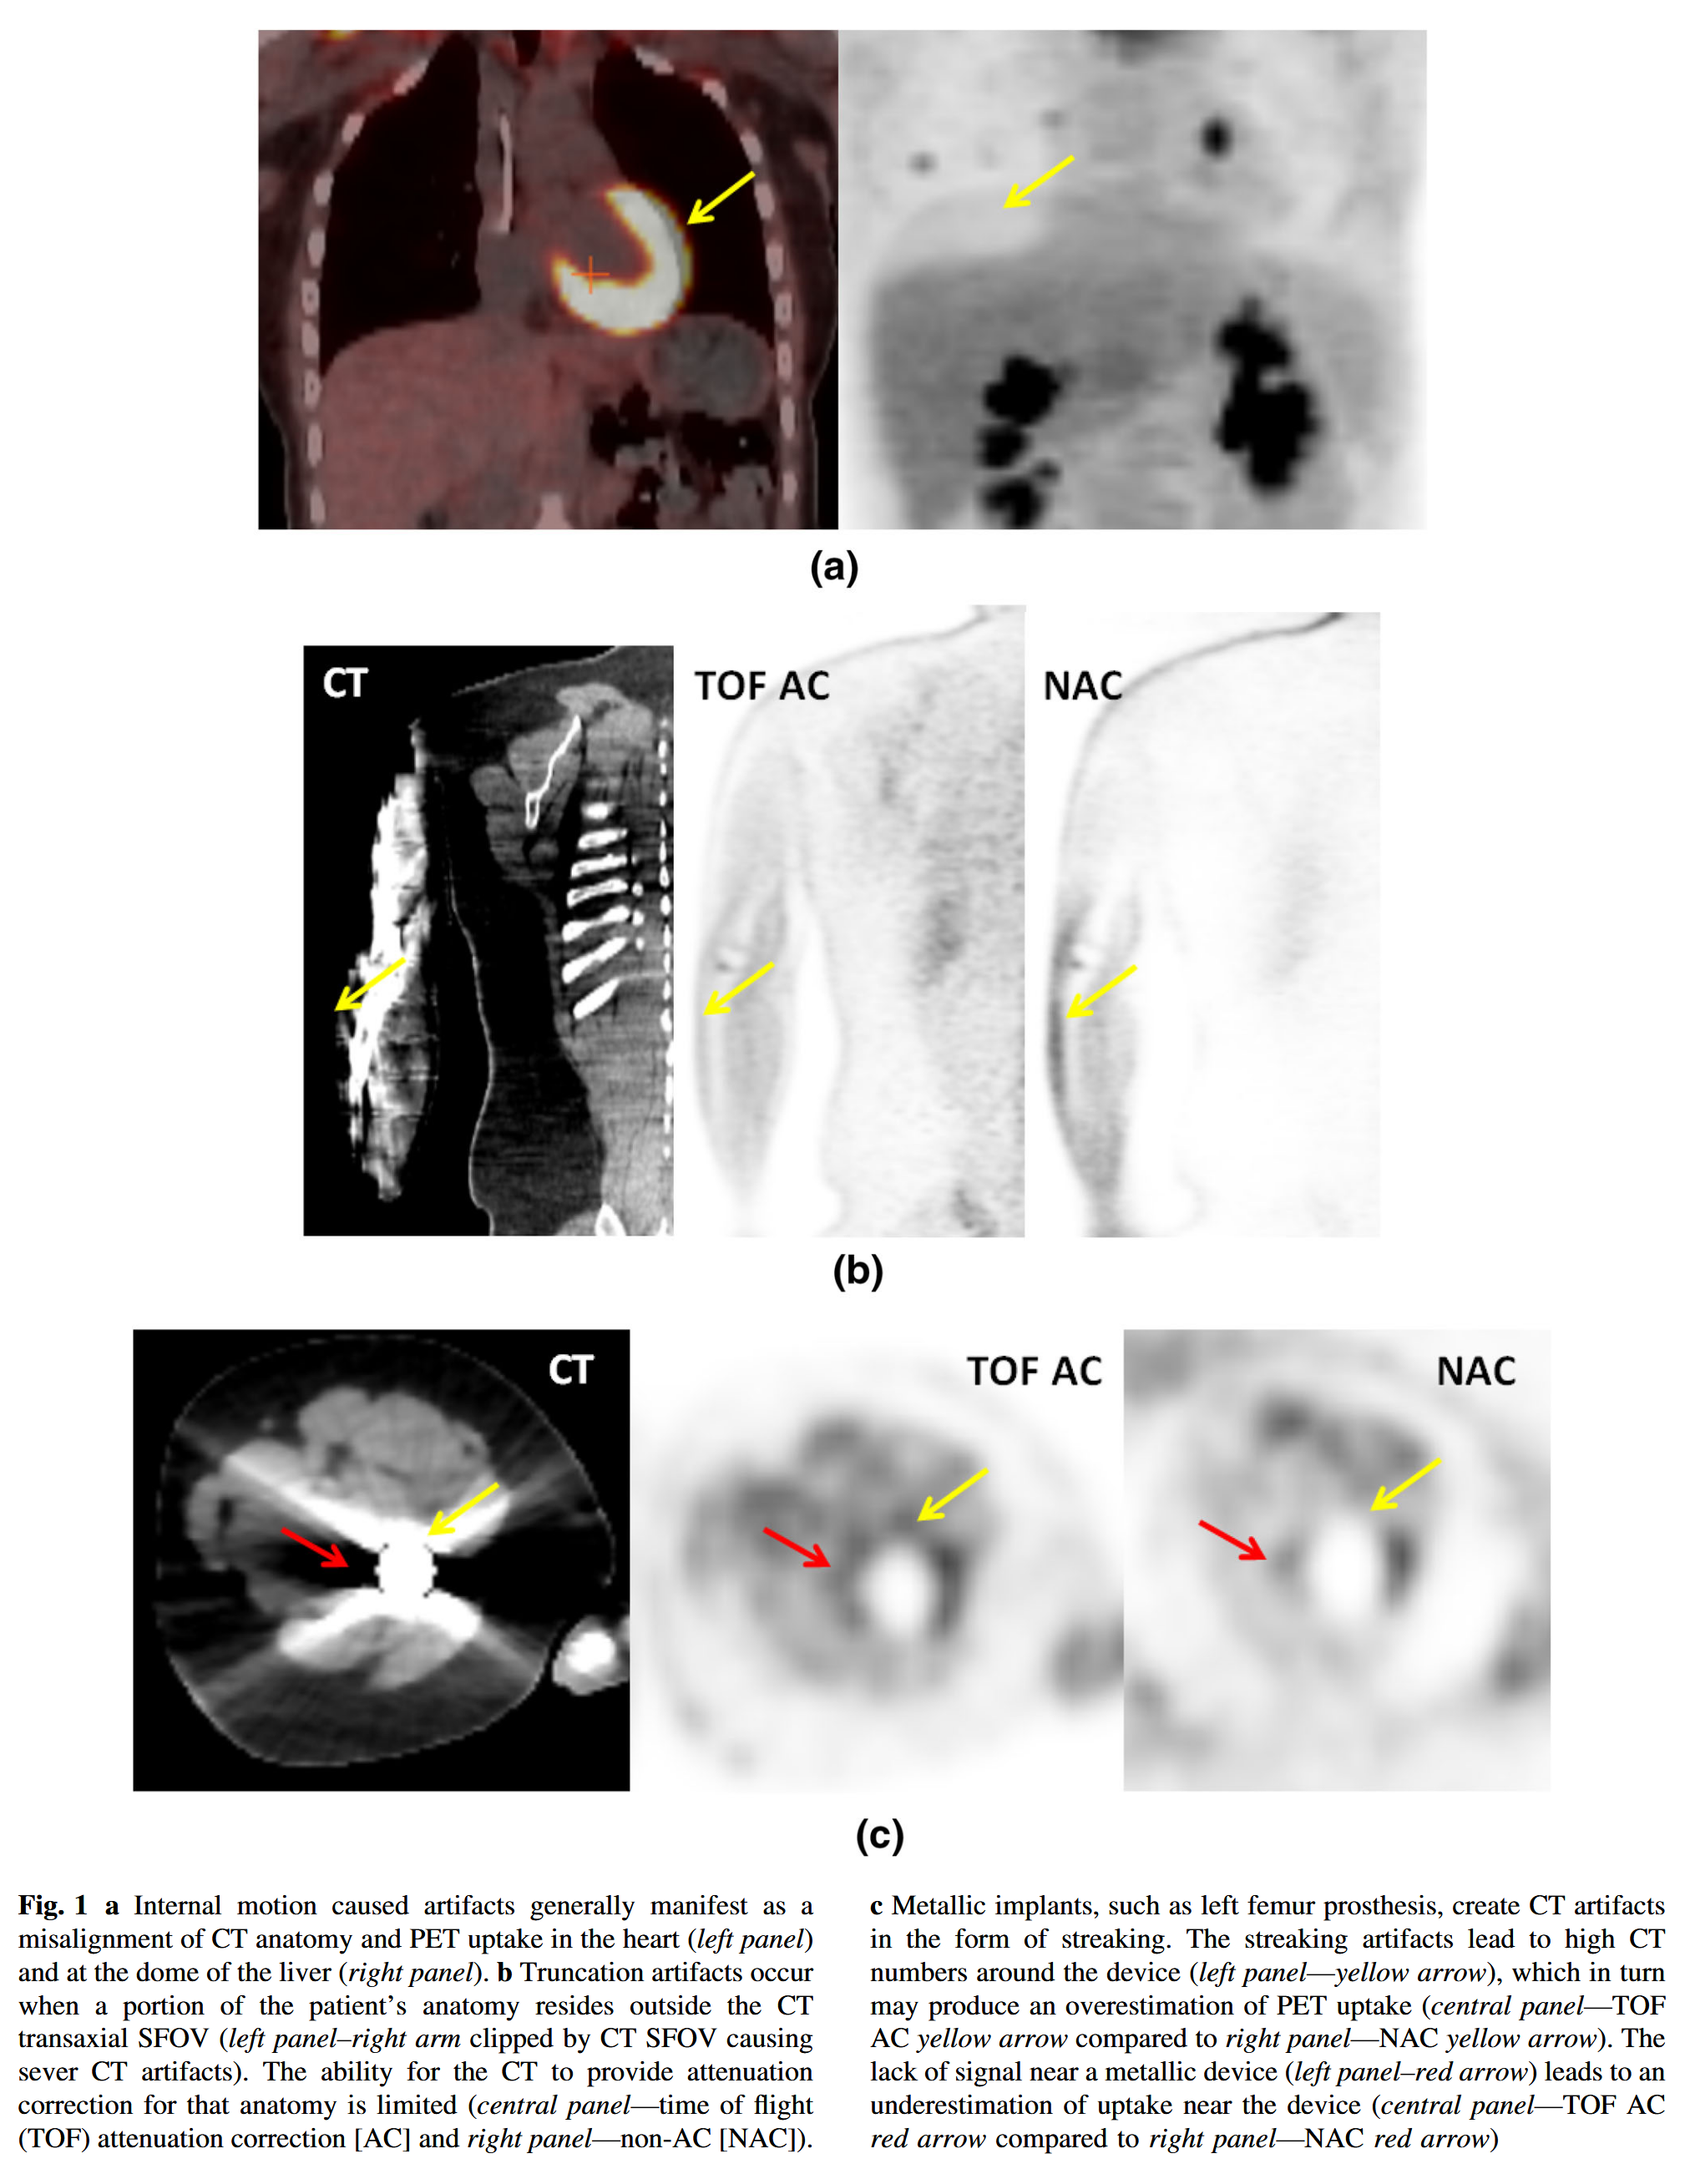 (a)
CT
TOF AC
NAC
(b)
CT
TOF AC
NAC
(c)
Fig. 1 a Internal motion caused artifacts generally manifest as a
misalignment of CT anatomy and PET uptake in the heart (left panel)
and at the dome of the liver (right panel). b Truncation artifacts occur
when a portion of the patient's anatomy resides outside the CT
transaxial SFOV (left panel–right arm clipped by CT SFOV causing
sever CT artifacts). The ability for the CT to provide attenuation
correction for that anatomy is limited (central panel—time of flight
(TOF) attenuation correction [AC] and right panel—non-AC [NAC]).
c Metallic implants, such as left femur prosthesis, create CT artifacts
in the form of streaking. The streaking artifacts lead to high CT
numbers around the device (left panel—yellow arrow), which in turn
may produce an overestimation of PET uptake (central panel—TOF
AC yellow arrow compared to right panel—NAC yellow arrow). The
lack of signal near a metallic device (left panel–red arrow) leads to an
underestimation of uptake near the device (central panel—TOF AC
red arrow compared to right panel—NAC red arrow)